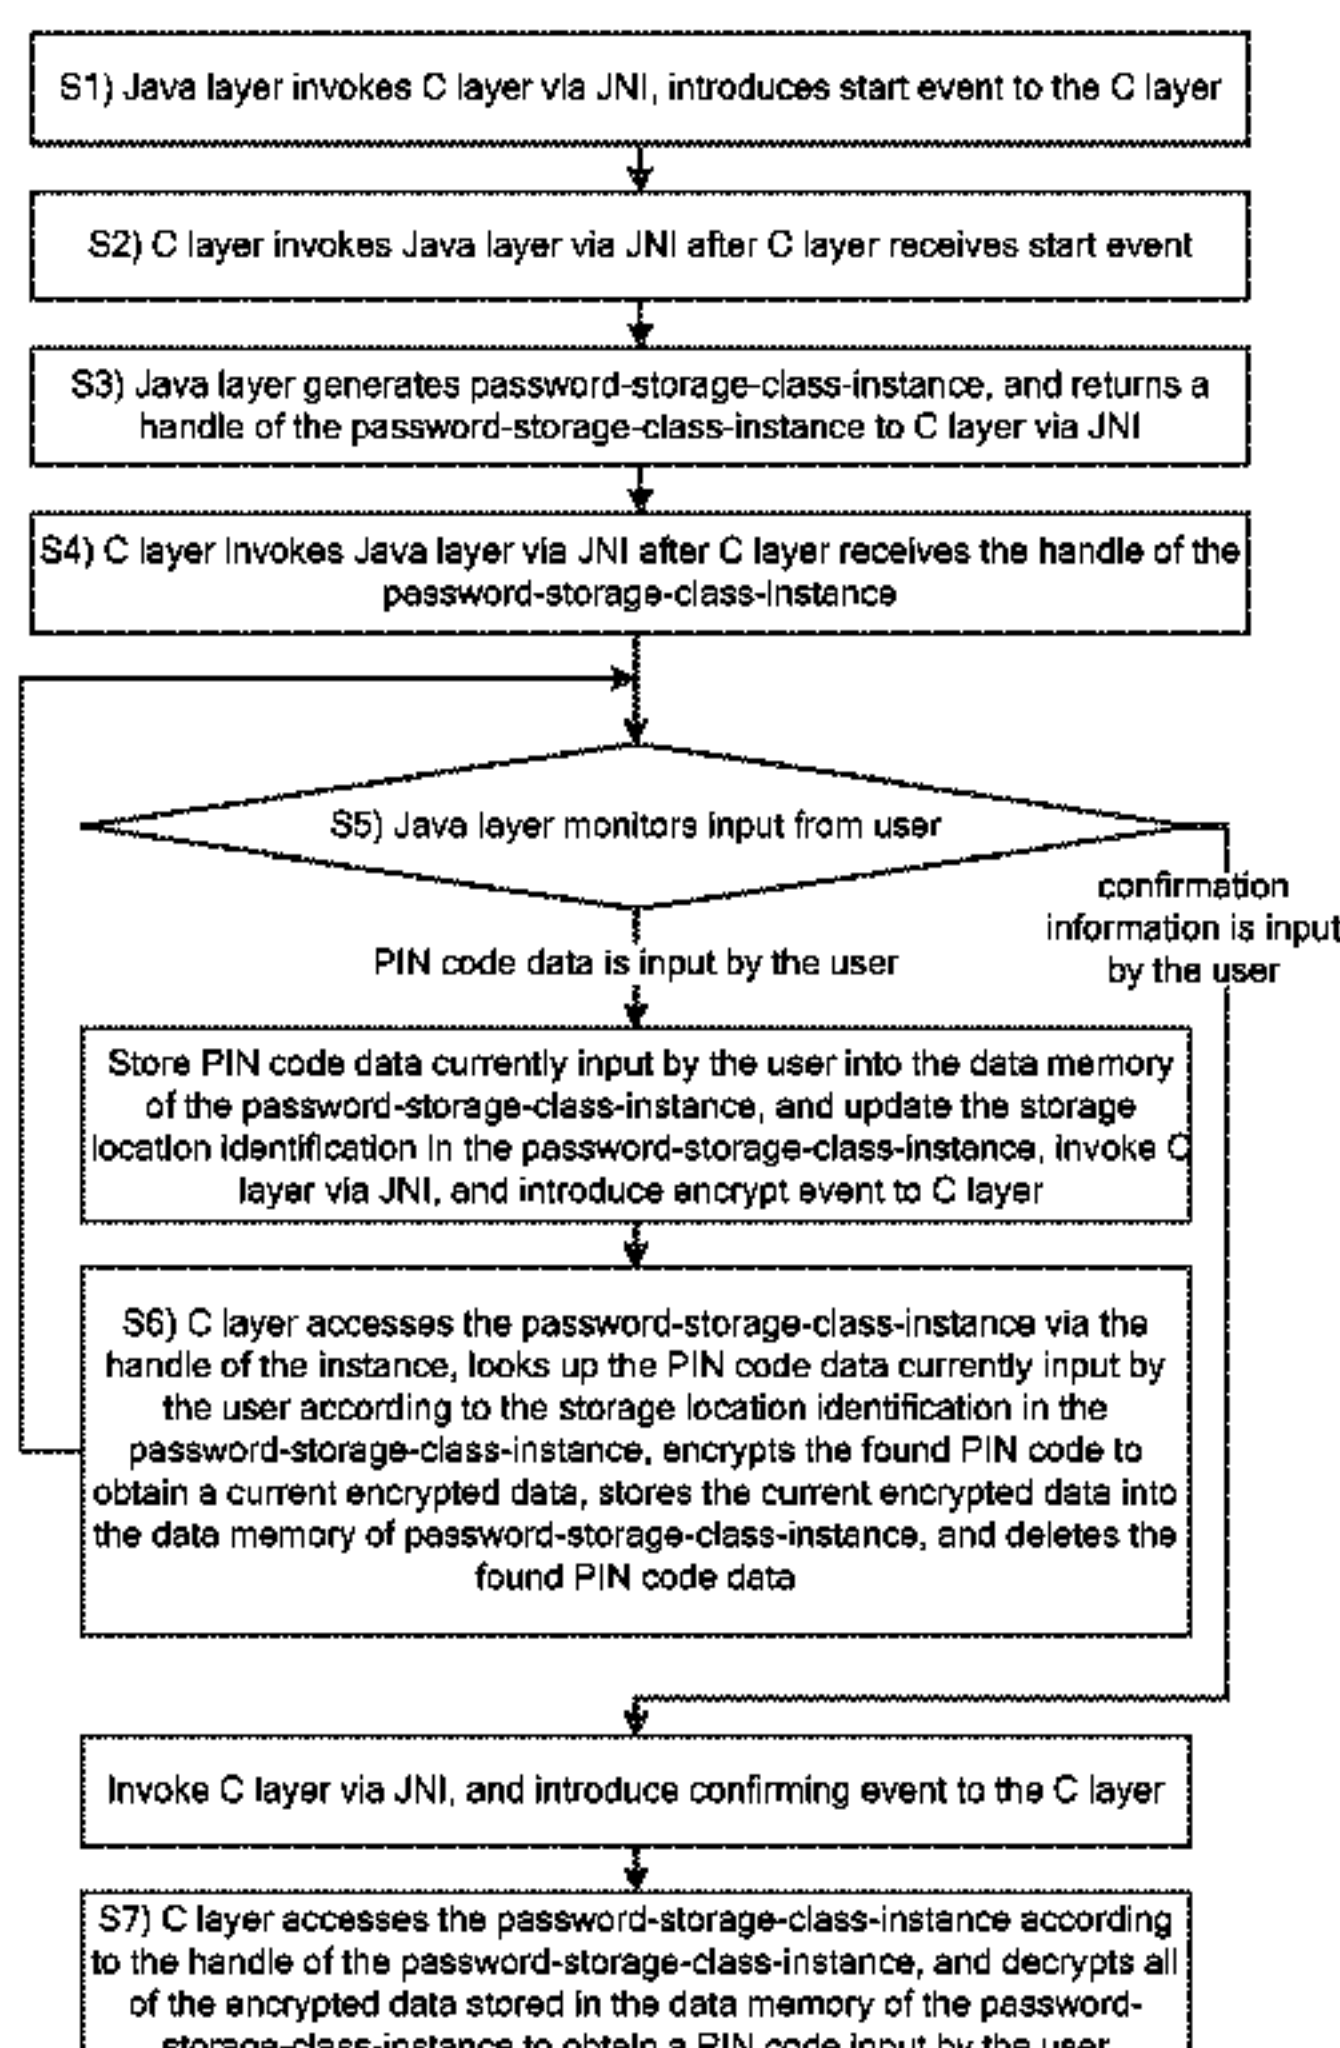 S1) Java layer invokes C layer via JNI, introduces start event to the C layer
S2) C layer invokes Java layer via JNI after C layer receives start event
S3) Java layer generates password-storage-class-instance, and returns a
handle of the password-storage-class-instance to C layer via JNI
S4) C layer invokes Java layer via JNI after C layer receives the handle of the
password-storage-class-instance
S5) Java layer monitors input from user
confirmation
information is input
by the user
PIN code data is input by the user
Store PIN code data currently input by the user into the data memory
of the password-storage-class-instance, and update the storage
location identification in the password-storage-class-instance, invoke C
layer via JNI, and introduce encrypt event to C layer
S6) C layer accesses the password-storage-class-instance via the
handle of the instance, looks up the PIN code data currently input by
the user according to the storage location identification in the
password-storage-class-instance, encrypts the found PIN code to
obtain a current encrypted data, stores the current encrypted data into
the data memory of password-storage-class-instance, and deletes the
found PIN code data
Invoke C layer via JNI, and introduce confirming event to the C layer
S7) C layer accesses the password-storage-class-instance according
to the handle of the password-storage-class-instance, and decrypts all
of the encrypted data stored in the data memory of the password-
storage-class-instance to obtain a PIN code input by the user